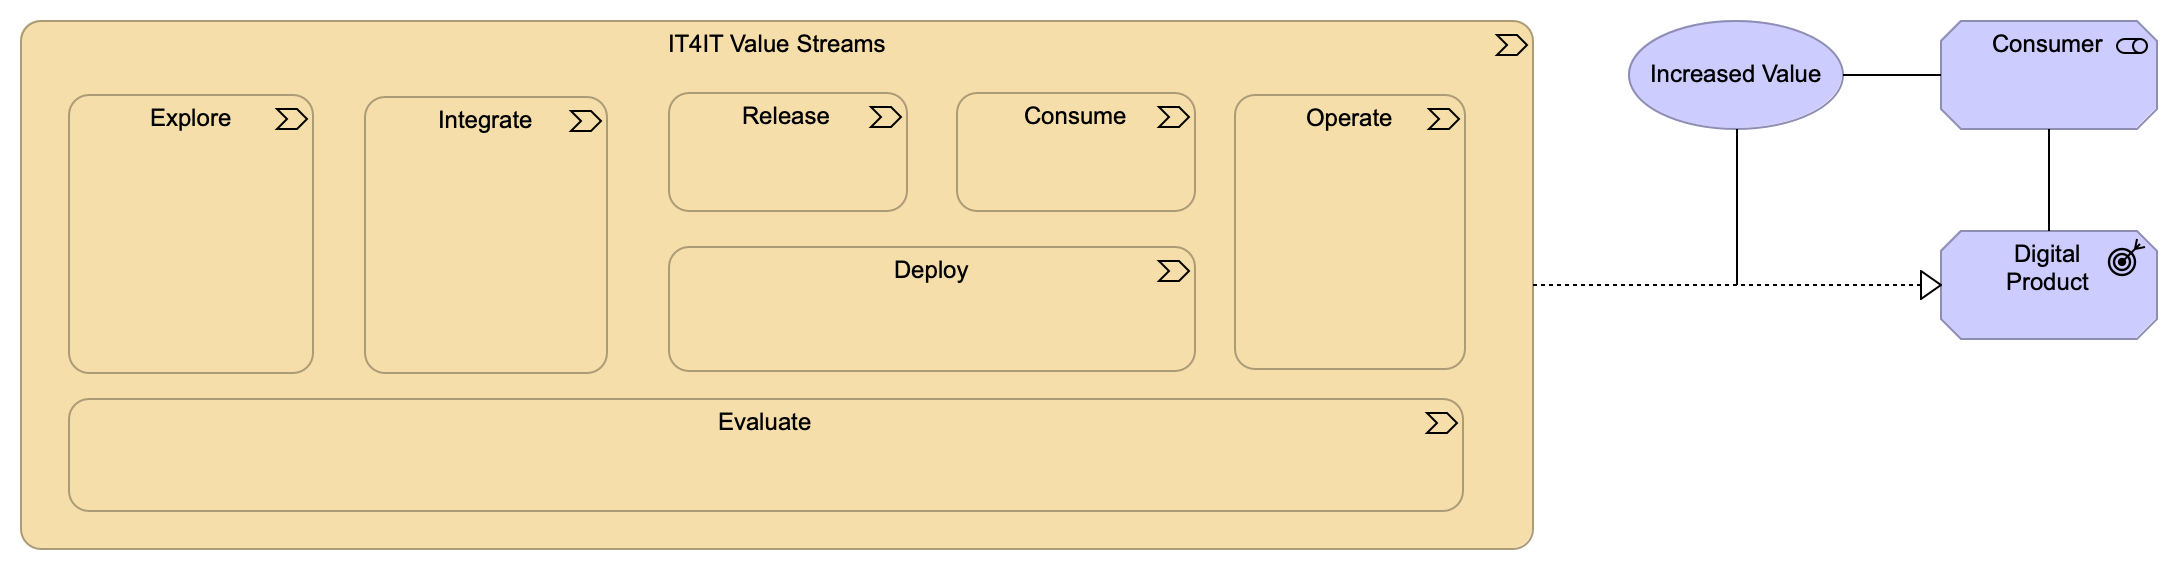 IT4IT Value Streams
Explore
Integrate
Release
Consume
Operate
Deploy
Evaluate
Increased Value
Consumer
Digital
Product